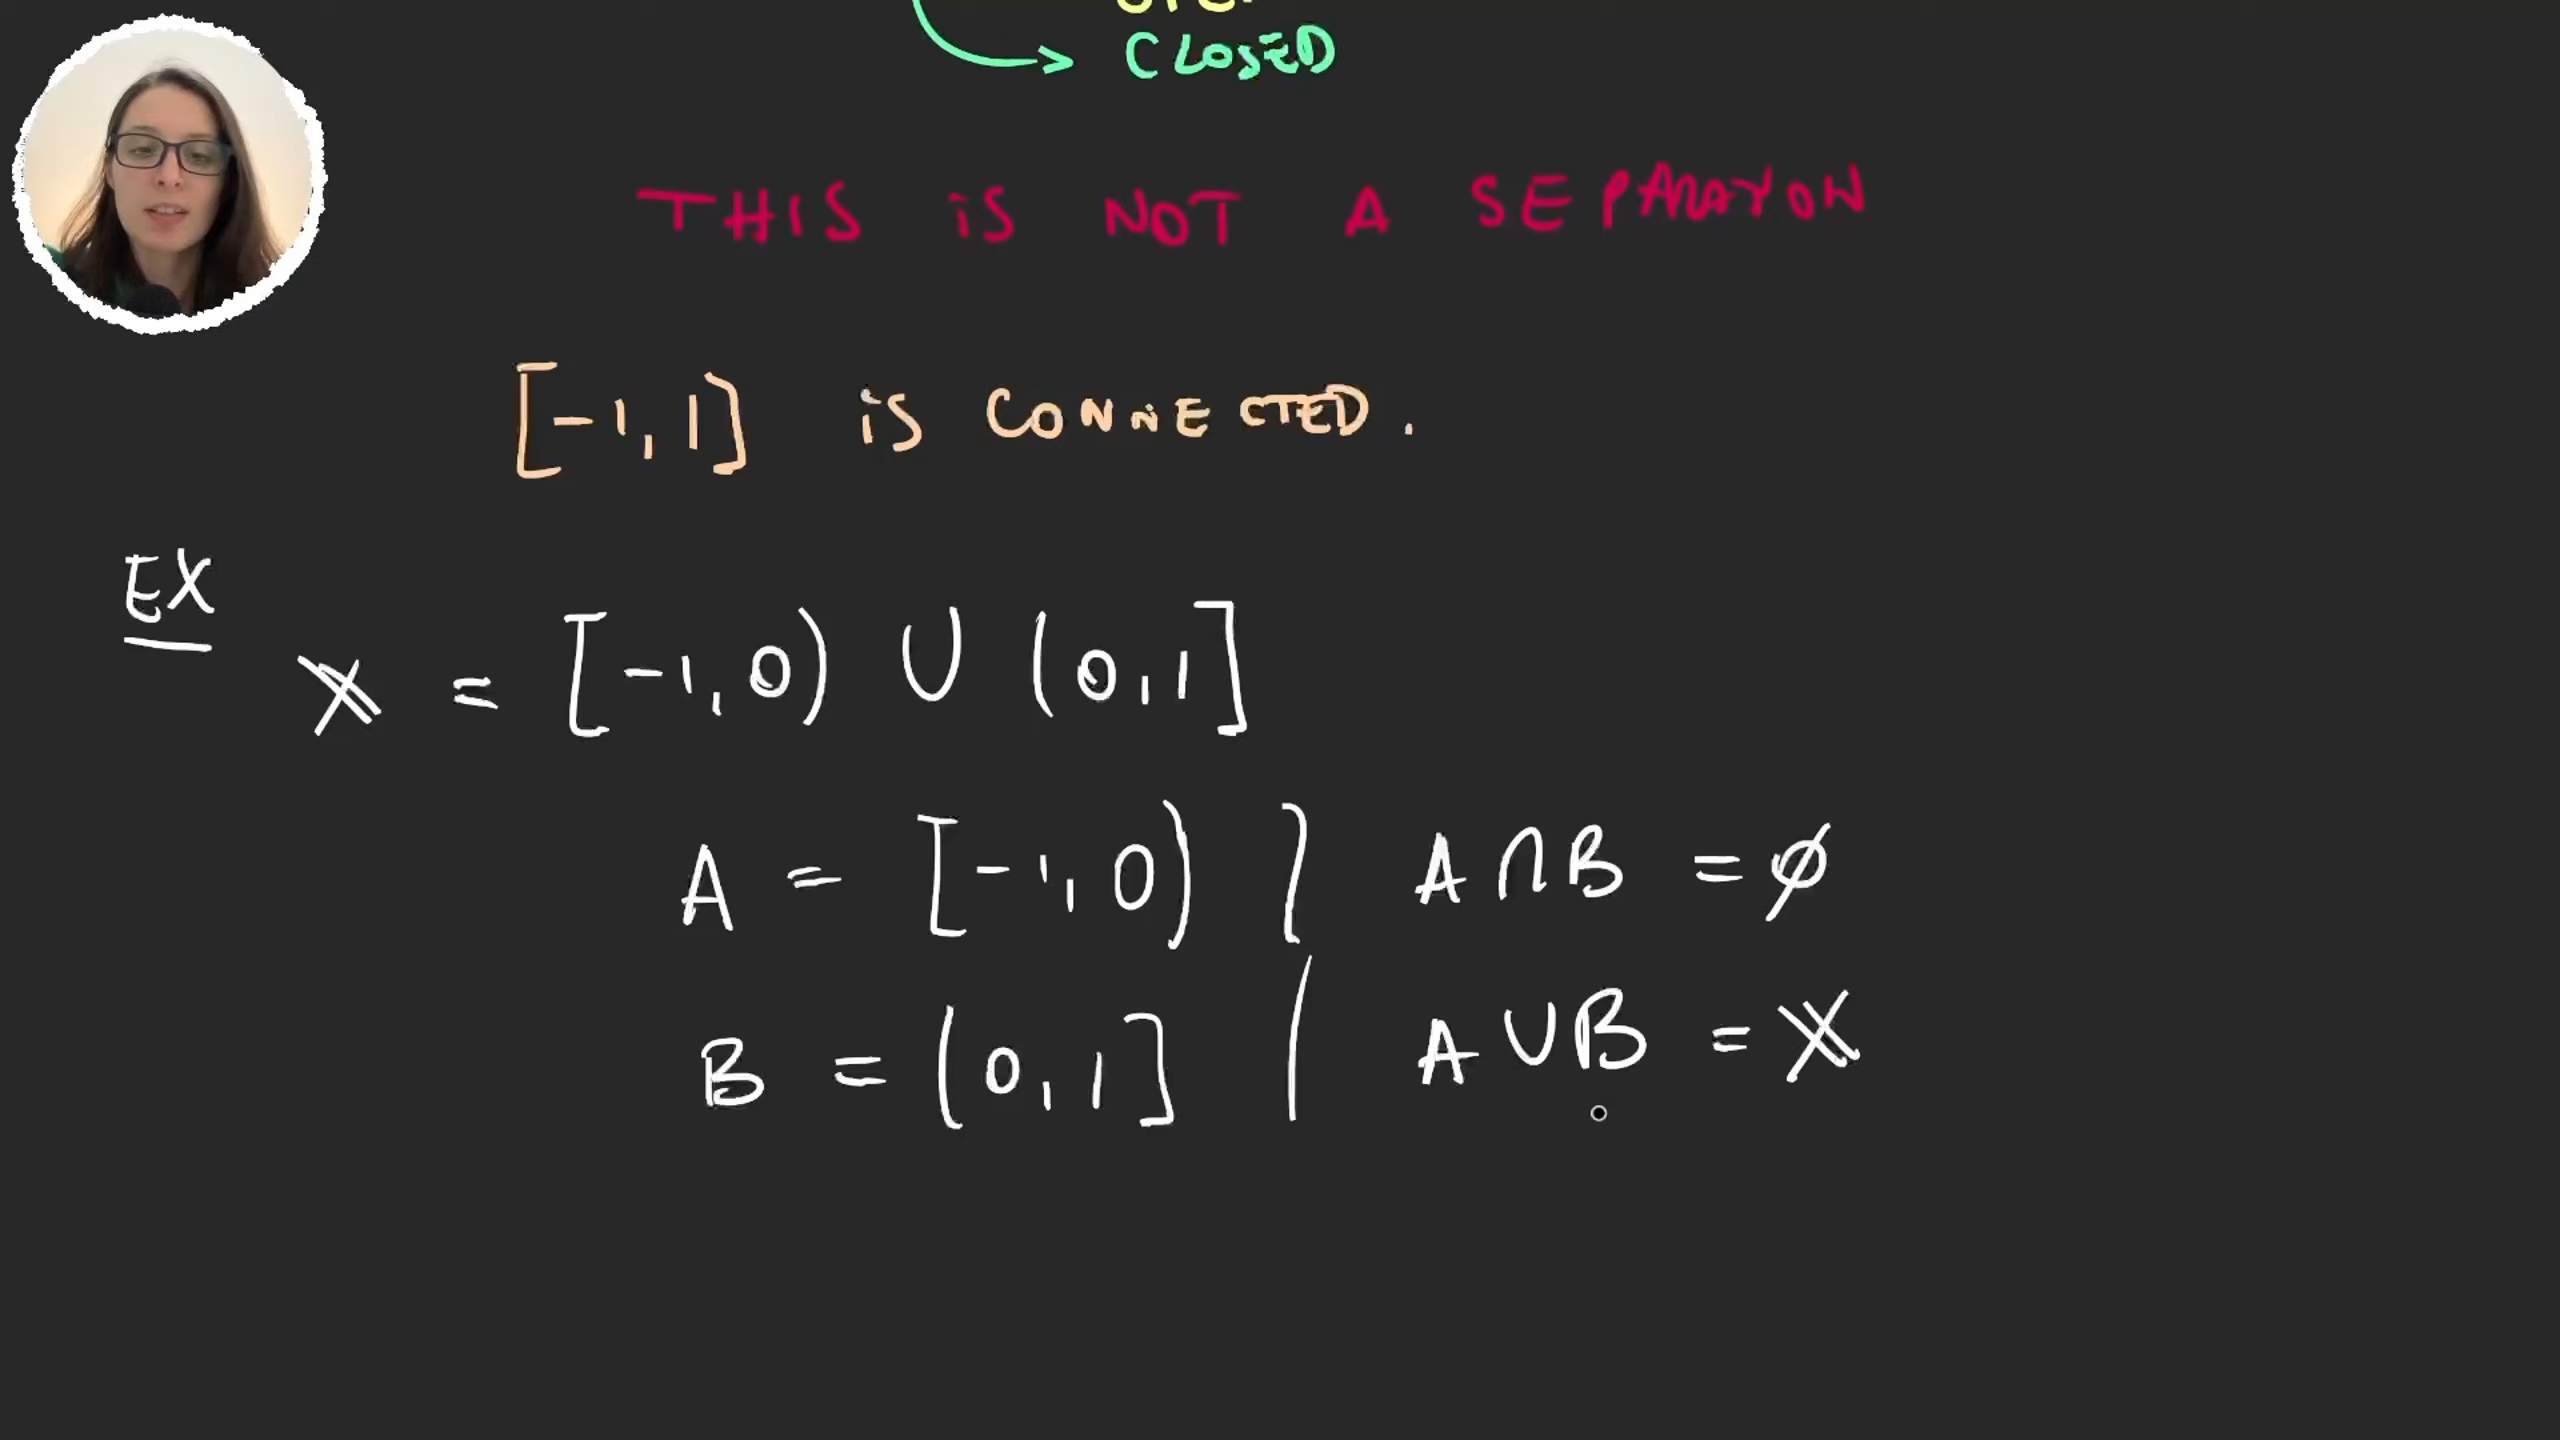 CLOSED
THIS iS NOT A SEPARATION
[-1, 1] iS CONNECTED.
EX
X = [-1, 0) ∪ (0, 1]
A = [-1, 0) } A ∩ B = ∅
B = (0, 1] A ∪ B = X